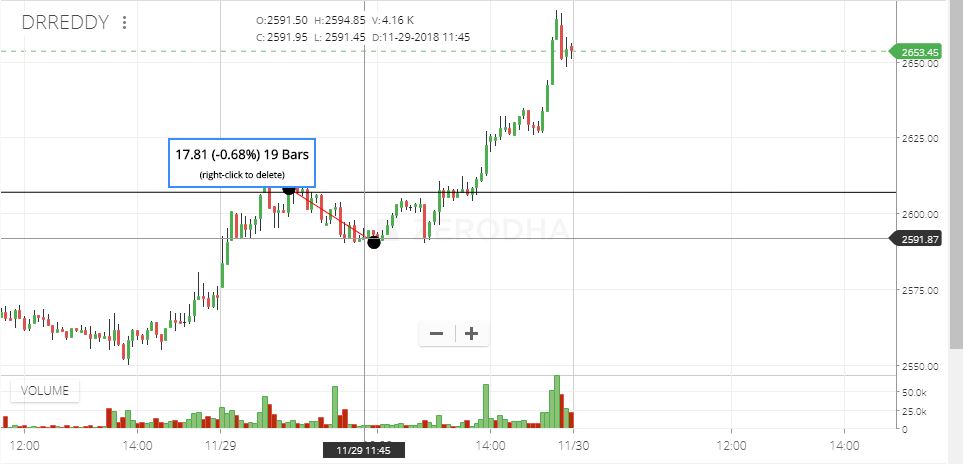 DRREDDY
O:2591.50 H:2594.85 V:4.16 K
C:2591.95 L: 2591.45 D:11-29-2018 11:45
2653.45
2650.00
2625.00
17.81 (-0.68%) 19 Bars
(right-click to delete)
2600.00
ZERODHA
2591.87
2575.00
2550.00
VOLUME
50.0k
25.0k
0
12:00 14:00 11/29 14:00 11/30 12:00 14:00
11/29 11:45